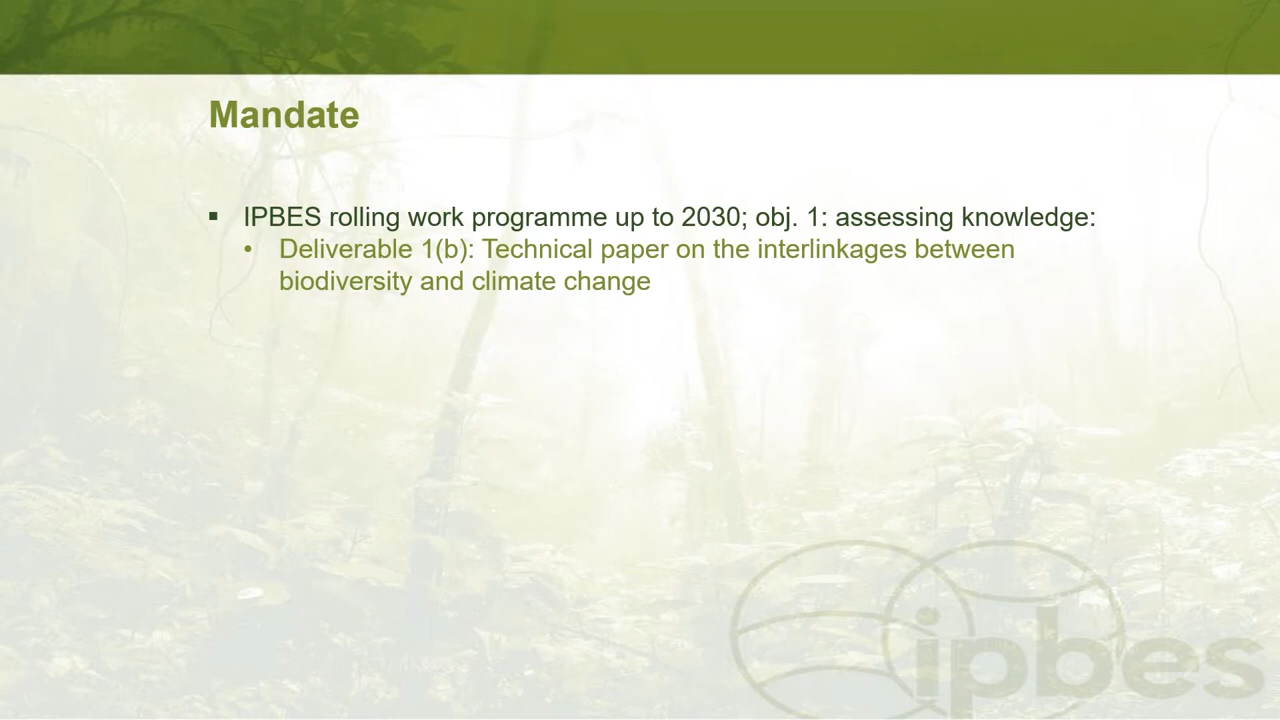 Mandate
▪ IPBES rolling work programme up to 2030; obj. 1: assessing knowledge:
• Deliverable 1(b): Technical paper on the interlinkages between
biodiversity and climate change
ipbes